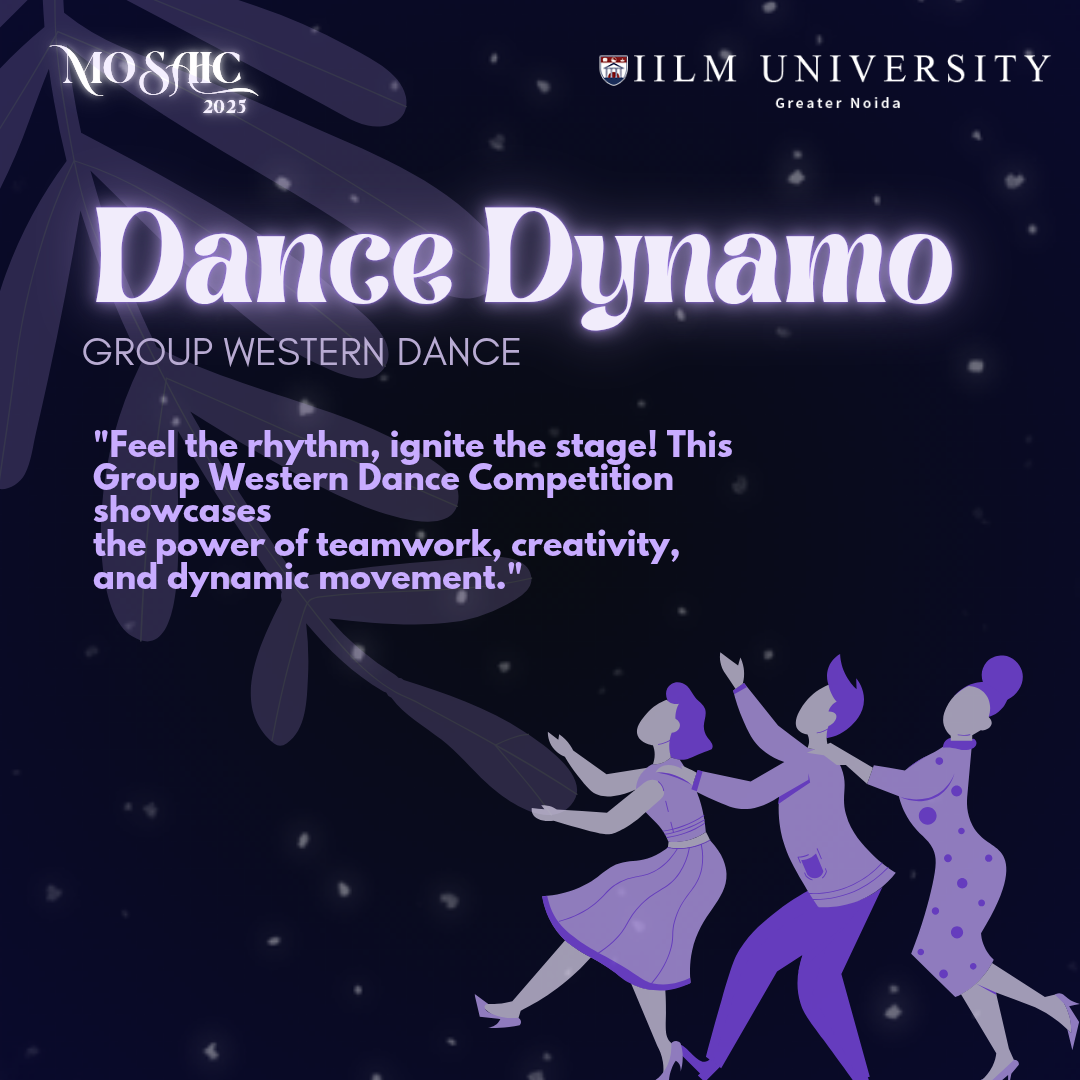 MOSAIC
2025
IILM UNIVERSITY
Greater Noida
Dance Dynamo
GROUP WESTERN DANCE
"Feel the rhythm, ignite the stage! This
Group Western Dance Competition
showcases
the power of teamwork, creativity,
and dynamic movement."